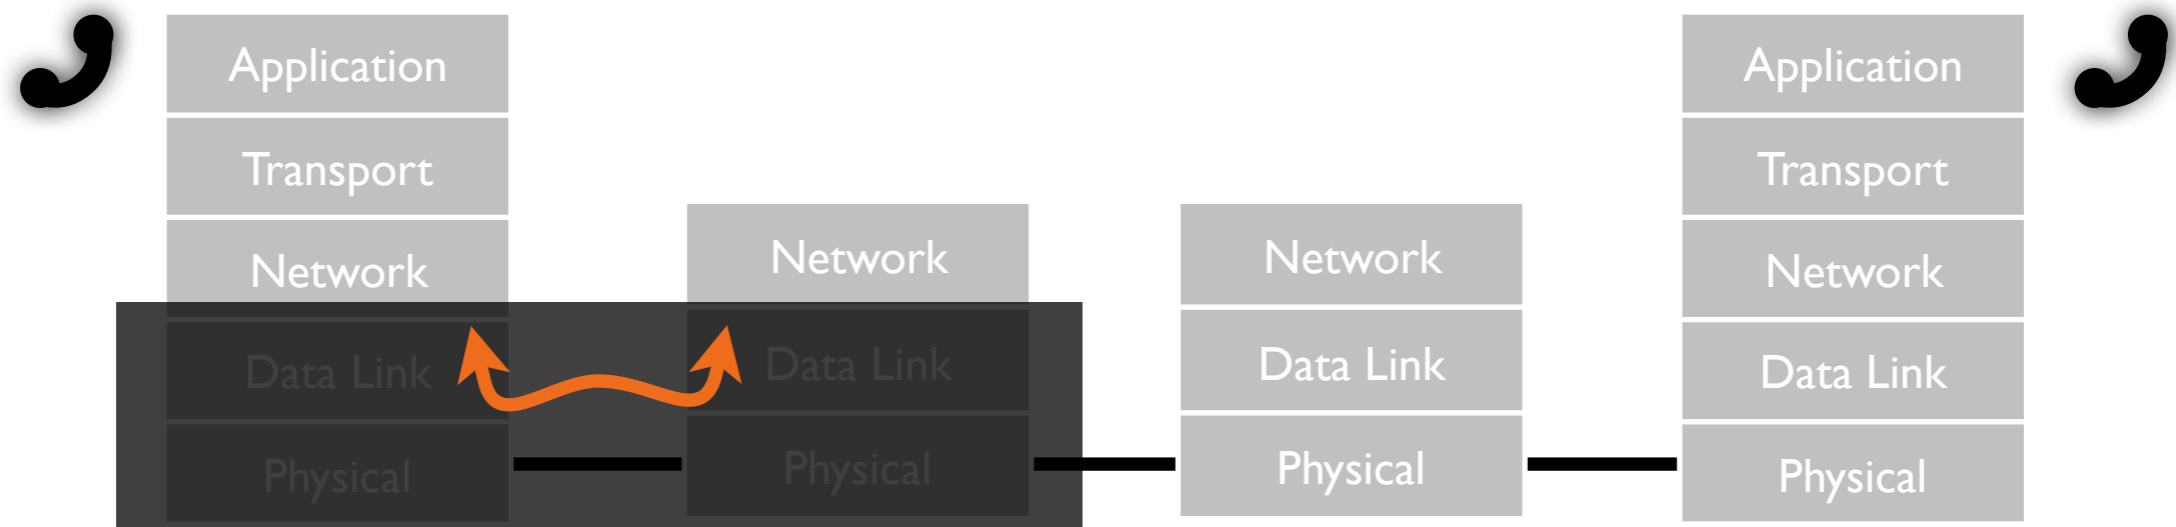 Application
Transport
Network
Data Link
Physical
Network
Data Link
Physical
Network
Data Link
Physical
Application
Transport
Network
Data Link
Physical